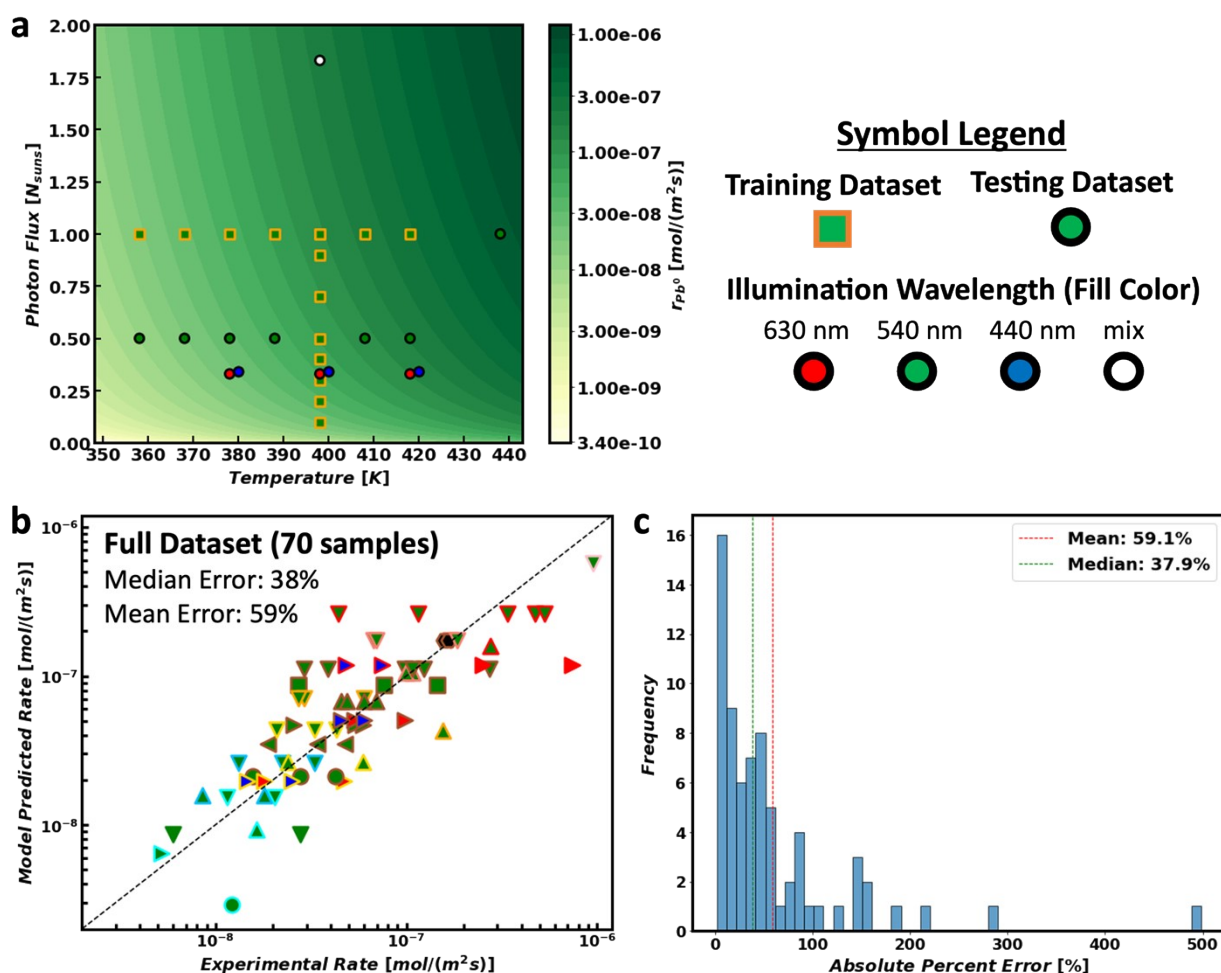 a
2.00
1.75
1.50
1.25
1.00
0.75
0.50
0.25
0.00
Photon Flux [N_suns]
350 360 370 380 390 400 410 420 430 440
Temperature [K]
1.00e-06
3.00e-07
1.00e-07
3.00e-08
1.00e-08
3.00e-09
1.00e-09
3.40e-10
r_Pb⁰ [mol/(m²s)]
Symbol Legend
Training Dataset Testing Dataset
Illumination Wavelength (Fill Color)
630 nm 540 nm 440 nm mix
b
Full Dataset (70 samples)
Median Error: 38%
Mean Error: 59%
10⁻⁶
10⁻⁷
10⁻⁸
Model Predicted Rate [mol/(m²s)]
10⁻⁸ 10⁻⁷ 10⁻⁶
Experimental Rate [mol/(m²s)]
c
Mean: 59.1%
Median: 37.9%
16
14
12
10
8
6
4
2
0
Frequency
0 100 200 300 400 500
Absolute Percent Error [%]